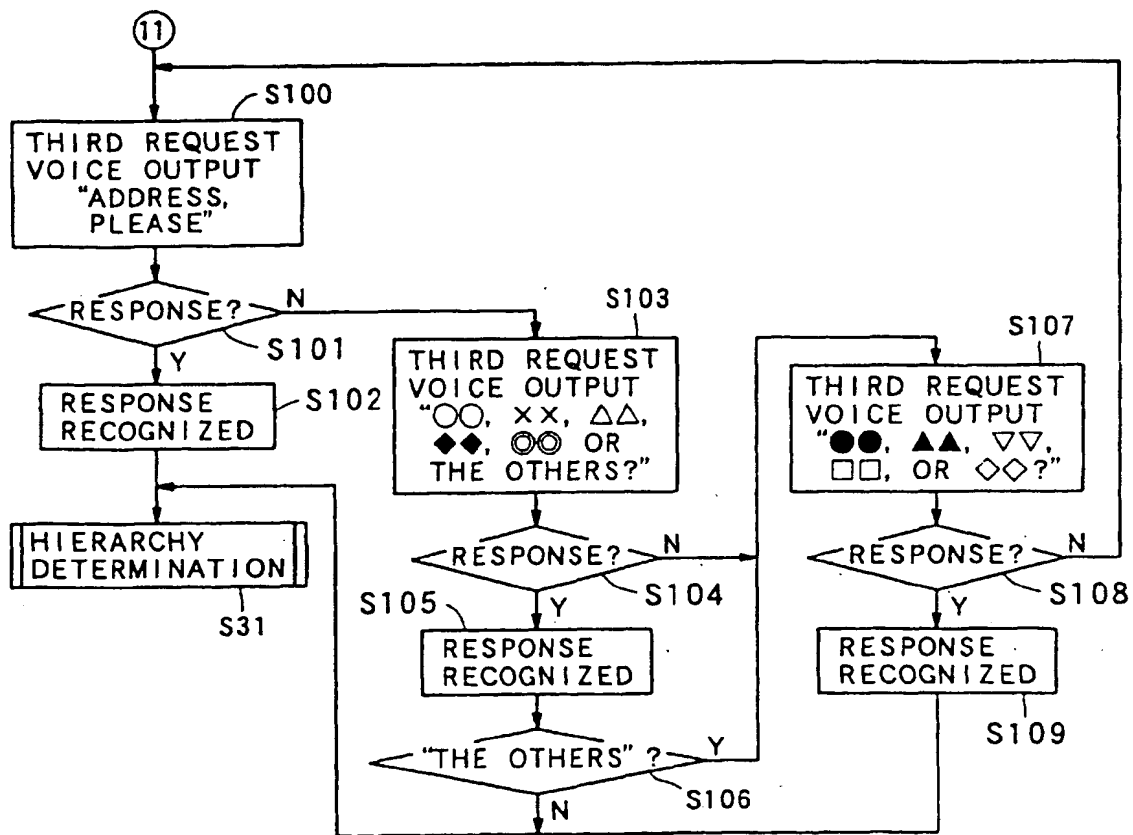 11
S100
THIRD REQUEST
VOICE OUTPUT
"ADDRESS,
PLEASE"
RESPONSE?
N
S101
Y
RESPONSE
RECOGNIZED
S102
HIERARCHY
DETERMINATION
S31
S103
THIRD REQUEST
VOICE OUTPUT
"○○, ××, △△,
◆◆, ◎◎ OR
THE OTHERS?"
RESPONSE?
N
S104
Y
S105
RESPONSE
RECOGNIZED
"THE OTHERS" ?
Y
S106
N
S107
THIRD REQUEST
VOICE OUTPUT
"●●, ▲▲, ▽▽,
□□, OR ◇◇?"
RESPONSE?
N
S108
Y
RESPONSE
RECOGNIZED
S109